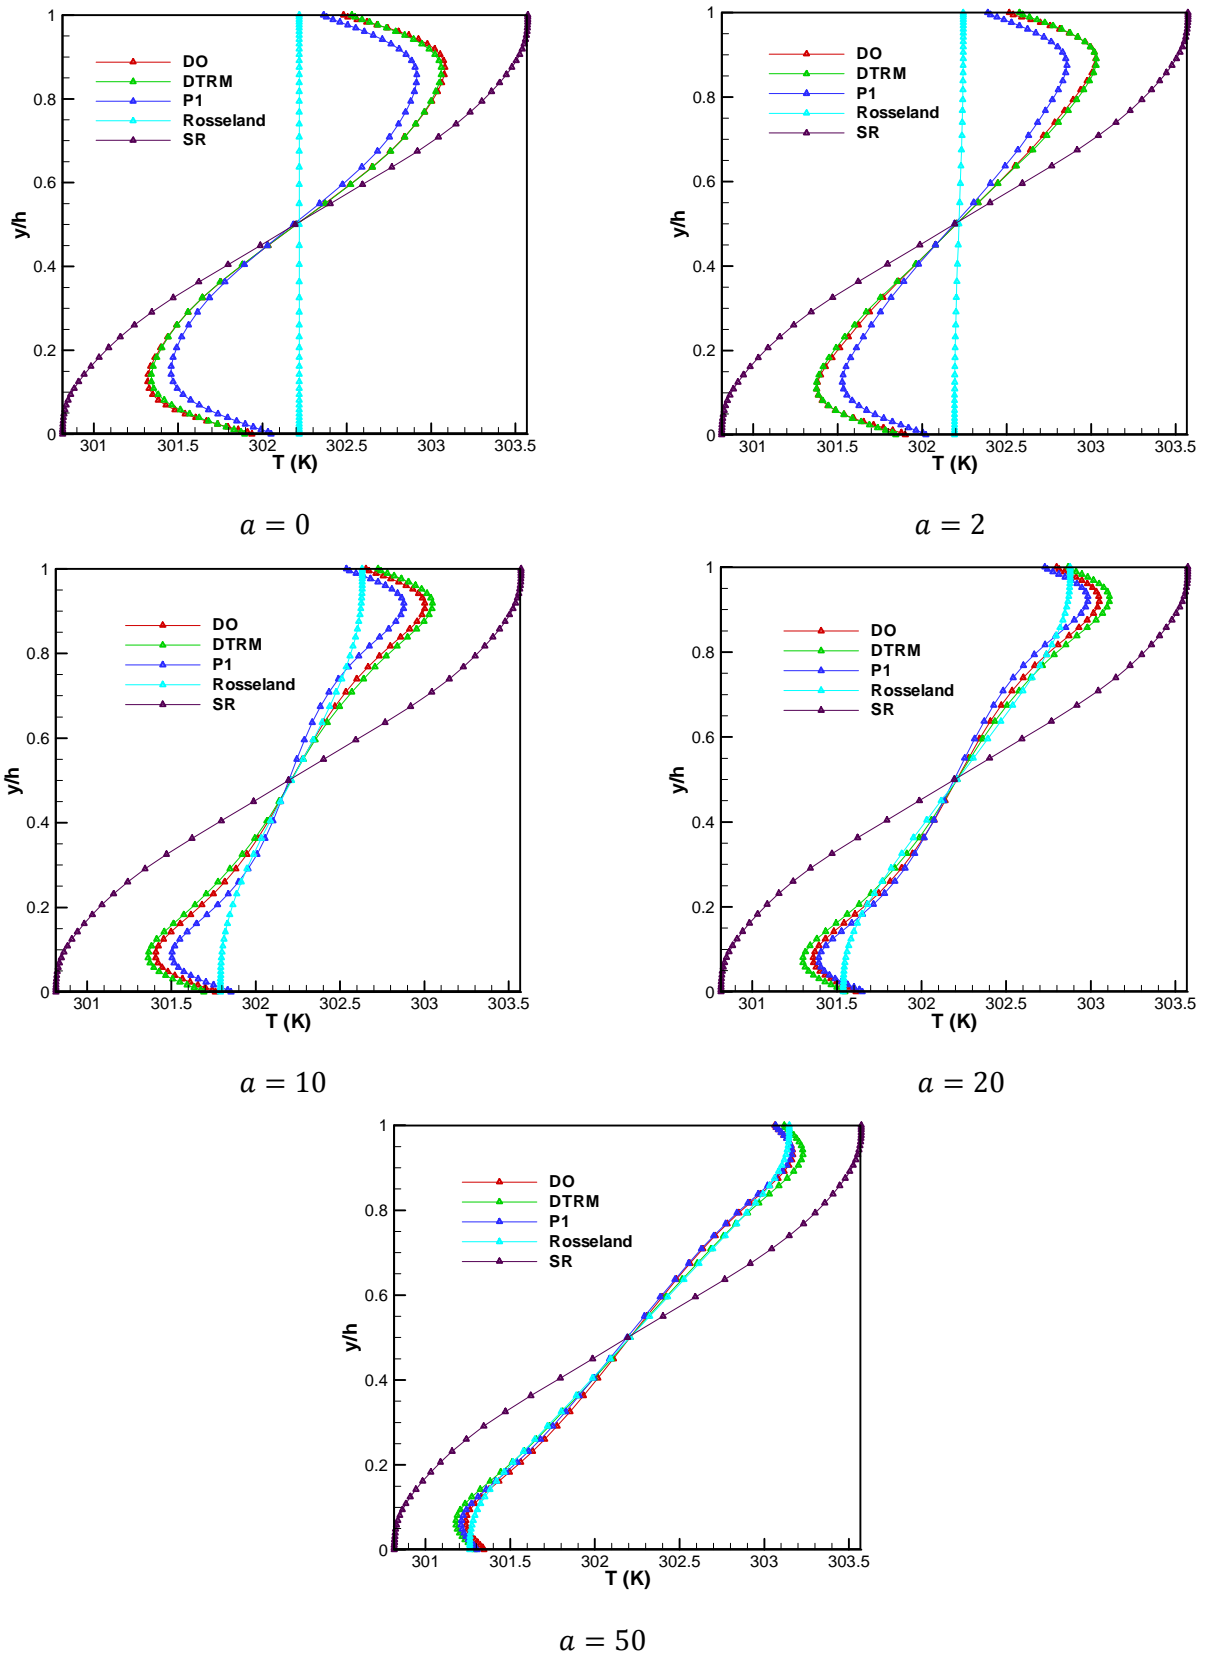 1
0.8
0.6
0.4
0.2
0
y/h
DO
DTRM
P1
Rosseland
SR
301 301.5 302 302.5 303 303.5
T (K)
a = 0
1
0.8
0.6
0.4
0.2
0
y/h
DO
DTRM
P1
Rosseland
SR
301 301.5 302 302.5 303 303.5
T (K)
a = 2
1
0.8
0.6
0.4
0.2
0
y/h
DO
DTRM
P1
Rosseland
SR
301 301.5 302 302.5 303 303.5
T (K)
a = 10
1
0.8
0.6
0.4
0.2
0
y/h
DO
DTRM
P1
Rosseland
SR
301 301.5 302 302.5 303 303.5
T (K)
a = 20
1
0.8
0.6
0.4
0.2
0
y/h
DO
DTRM
P1
Rosseland
SR
301 301.5 302 302.5 303 303.5
T (K)
a = 50